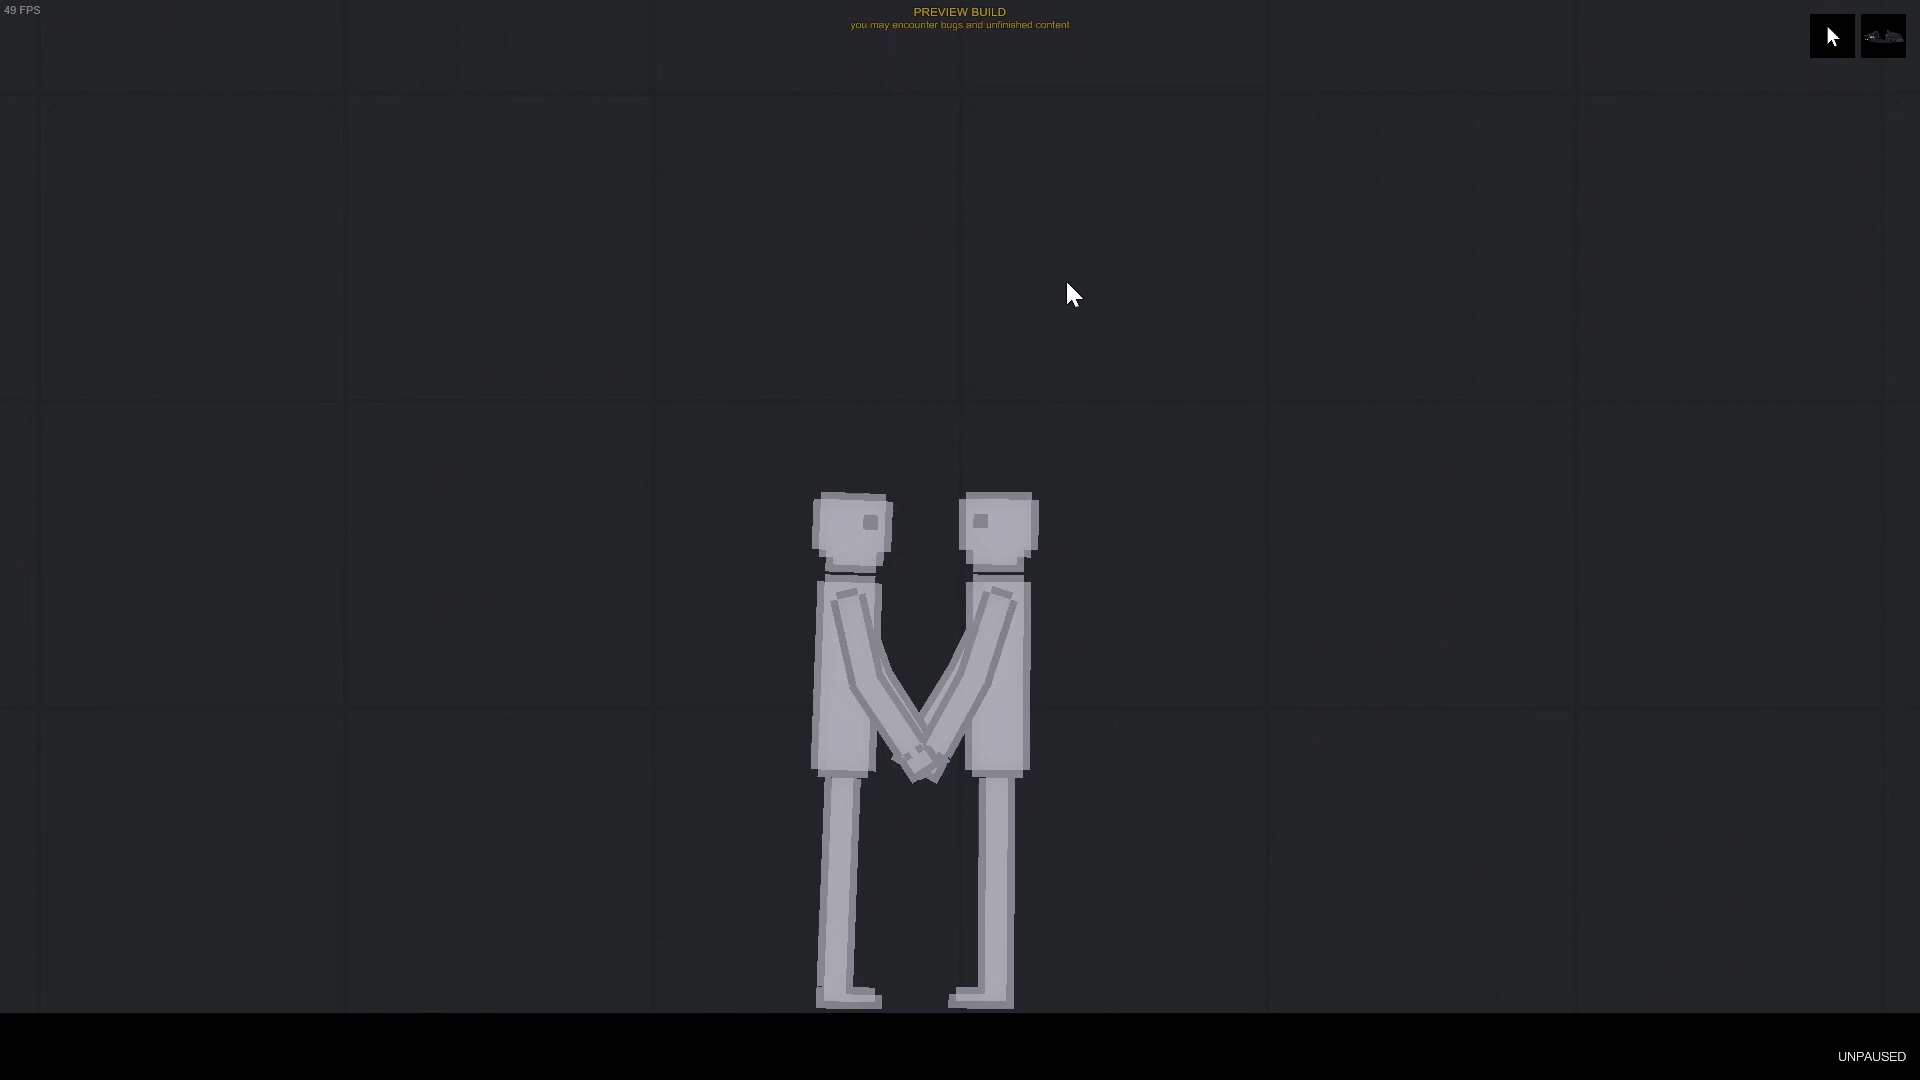 49 FPS
PREVIEW BUILD
you may encounter bugs and unfinished content
UNPAUSED